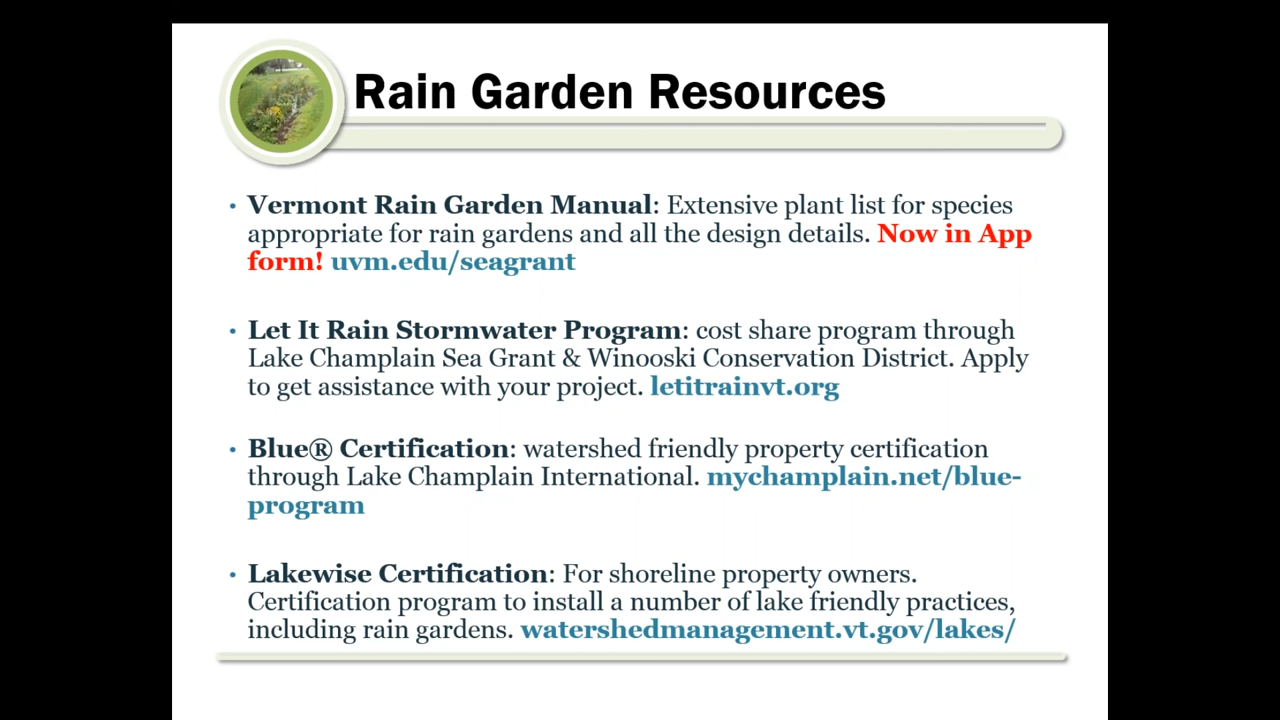 Rain Garden Resources
• Vermont Rain Garden Manual: Extensive plant list for species
appropriate for rain gardens and all the design details. Now in App
form! uvm.edu/seagrant
• Let It Rain Stormwater Program: cost share program through
Lake Champlain Sea Grant & Winooski Conservation District. Apply
to get assistance with your project. letitrainvt.org
• Blue® Certification: watershed friendly property certification
through Lake Champlain International. mychamplain.net/blue-
program
• Lakewise Certification: For shoreline property owners.
Certification program to install a number of lake friendly practices,
including rain gardens. watershedmanagement.vt.gov/lakes/